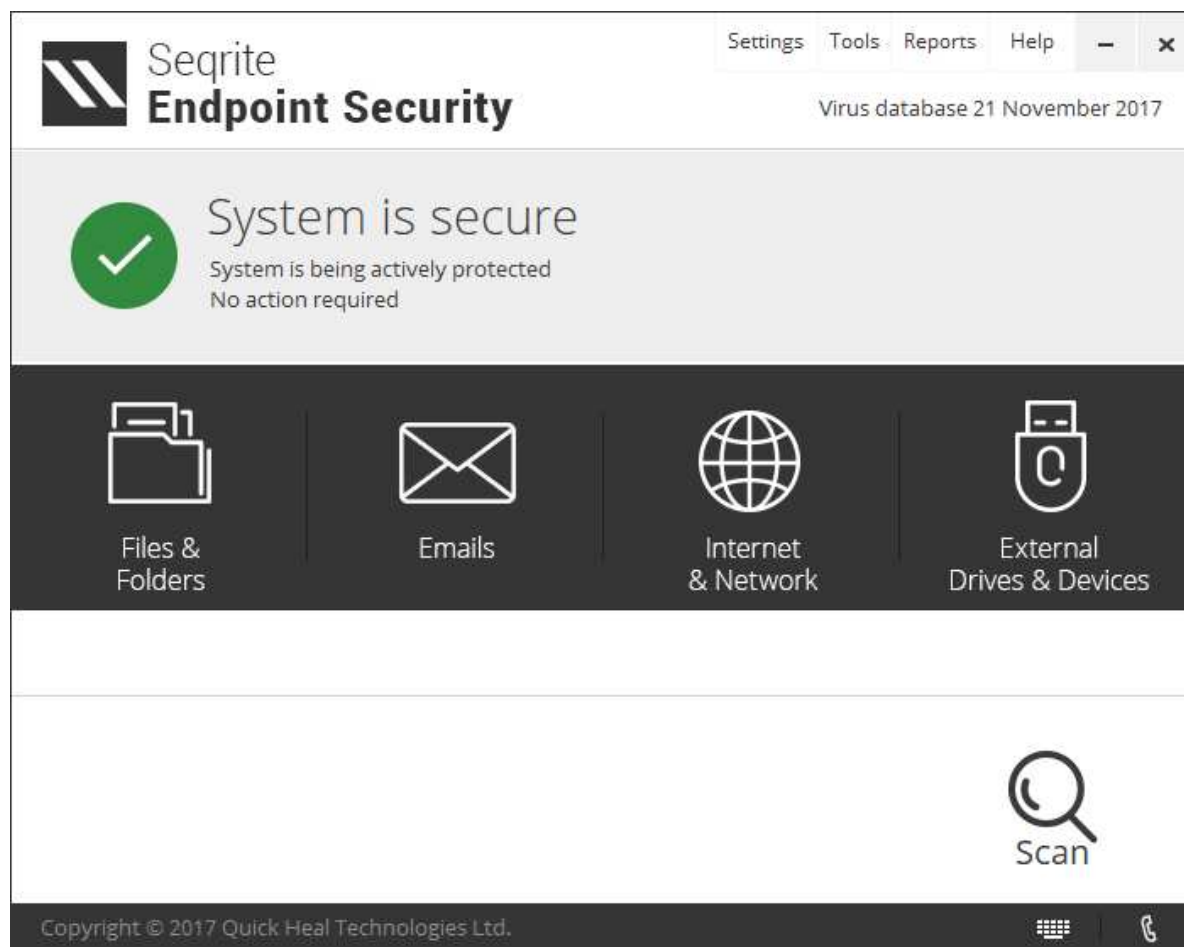 Seqrite
Endpoint Security
Settings Tools Reports Help
Virus database 21 November 2017
System is secure
System is being actively protected
No action required
Files &
Folders
Emails
Internet
& Network
External
Drives & Devices
Scan
Copyright © 2017 Quick Heal Technologies Ltd.